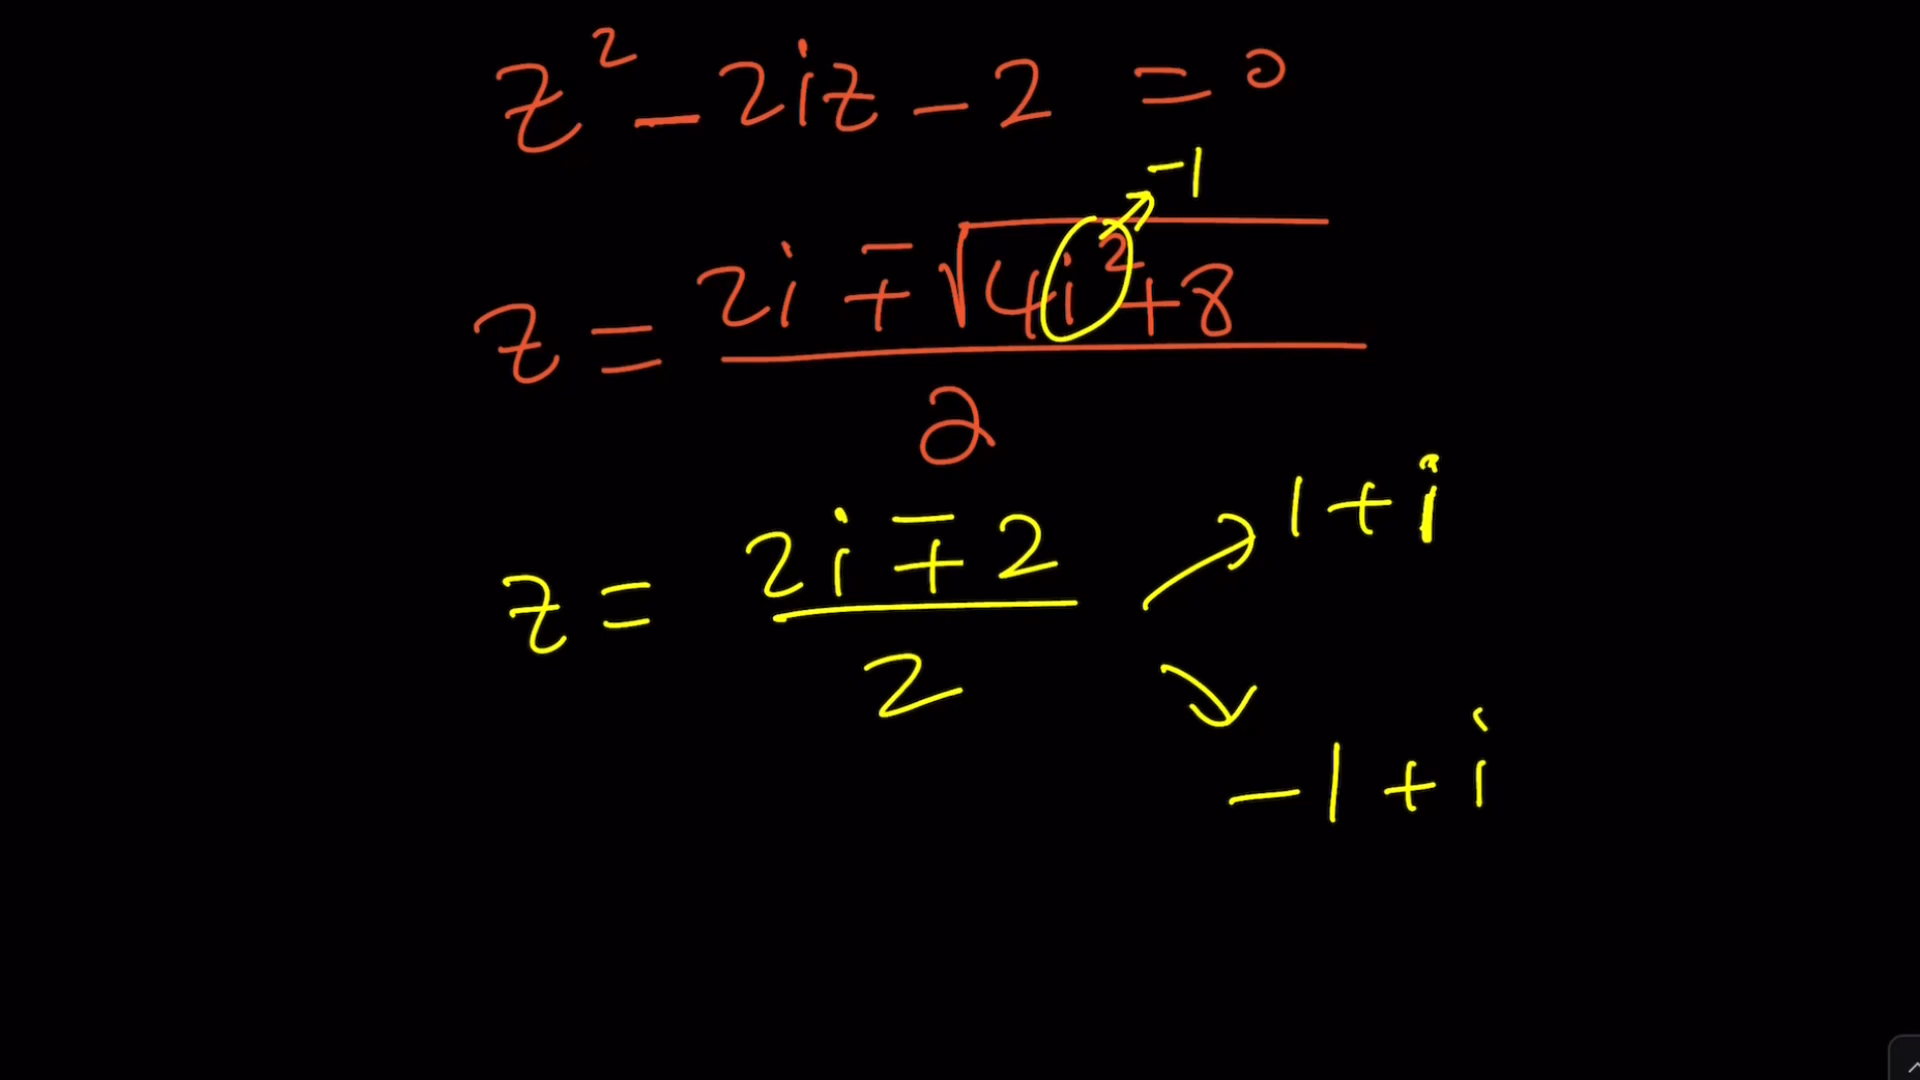 z² - 2iz - 2 = 0
-1
z = 2i ∓ √4i² + 8
2
1 + i
z = 2i ∓ 2
2
-1 + i